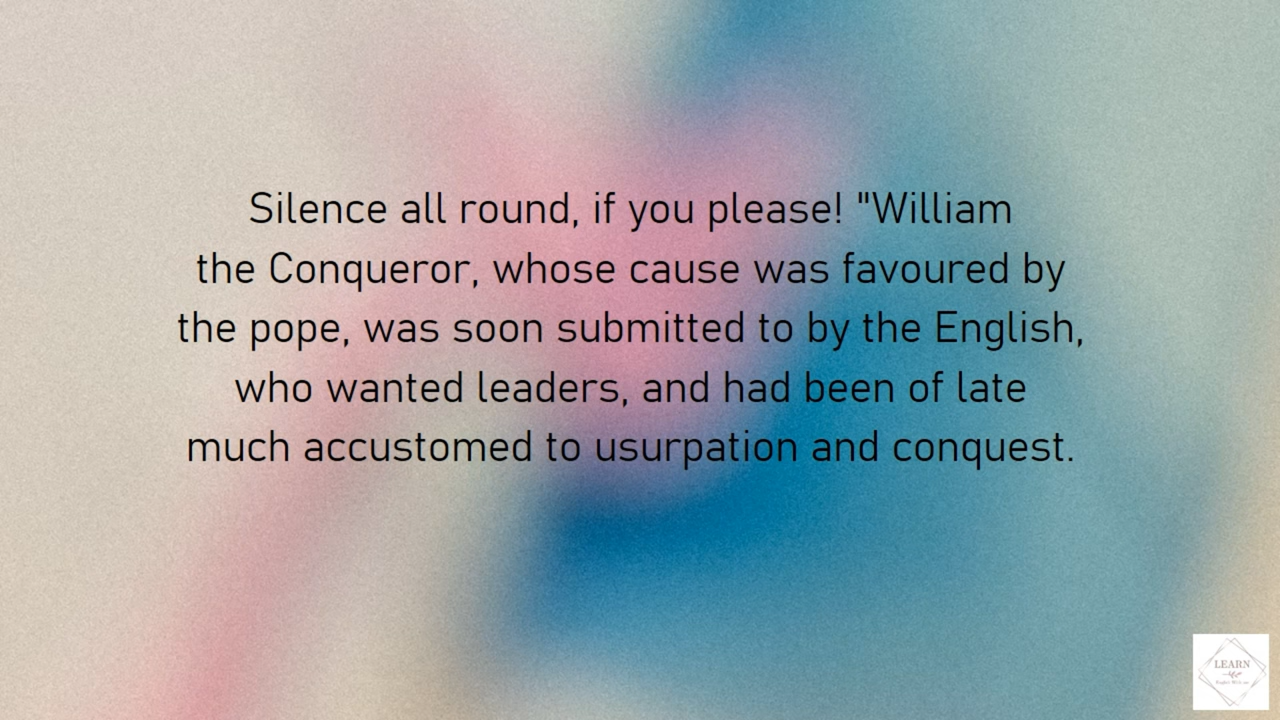 Silence all round, if you please! "William
the Conqueror, whose cause was favoured by
the pope, was soon submitted to by the English,
who wanted leaders, and had been of late
much accustomed to usurpation and conquest.
LEARN